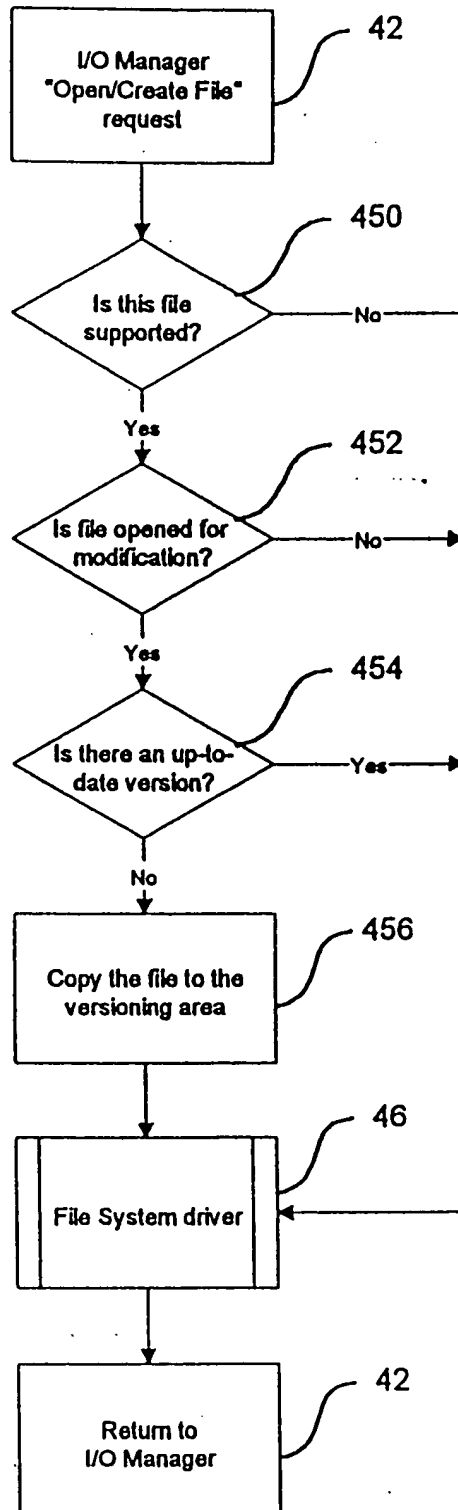 I/O Manager
"Open/Create File"
request
42
450
Is this file
supported?
No
Yes
452
Is file opened for
modification?
No
Yes
454
Is there an up-to-
date version?
Yes
No
456
Copy the file to the
versioning area
46
File System driver
42
Return to
I/O Manager